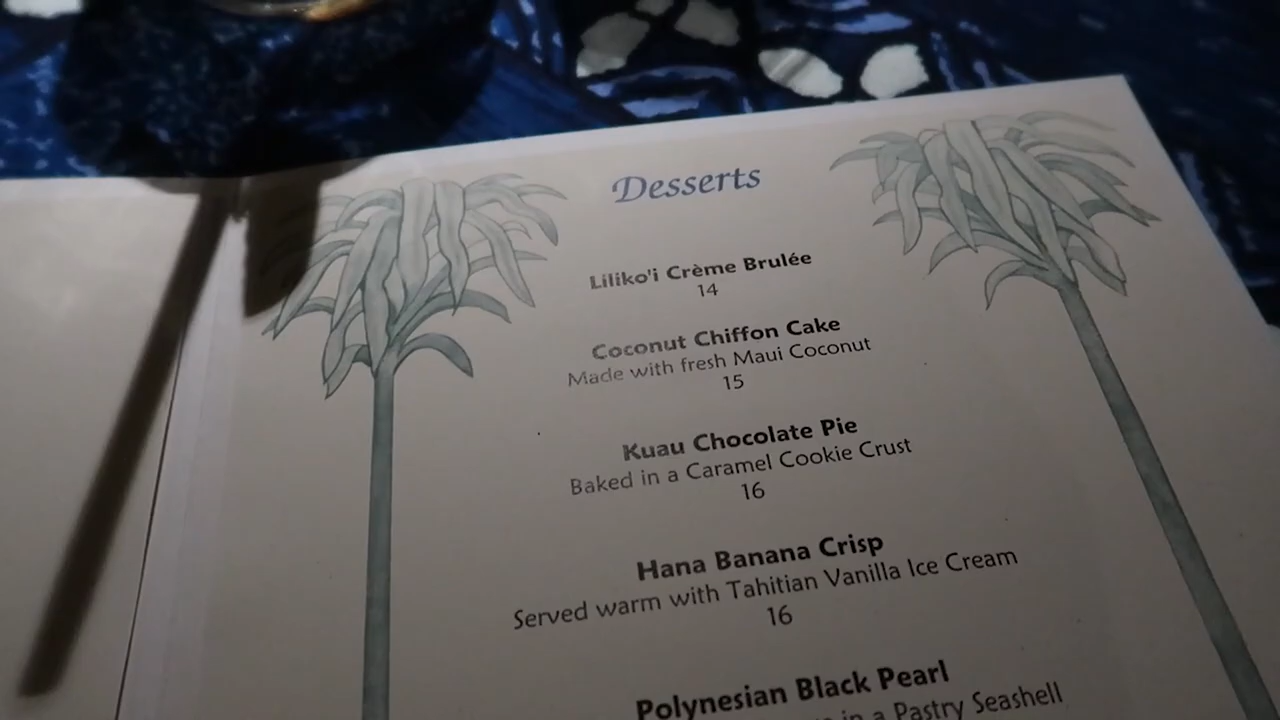 Desserts
Liliko'i Crème Brulée
14
Coconut Chiffon Cake
Made with fresh Maui Coconut
15
Kuau Chocolate Pie
Baked in a Caramel Cookie Crust
16
Hana Banana Crisp
Served warm with Tahitian Vanilla Ice Cream
16
Polynesian Black Pearl
in a Pastry Seashell